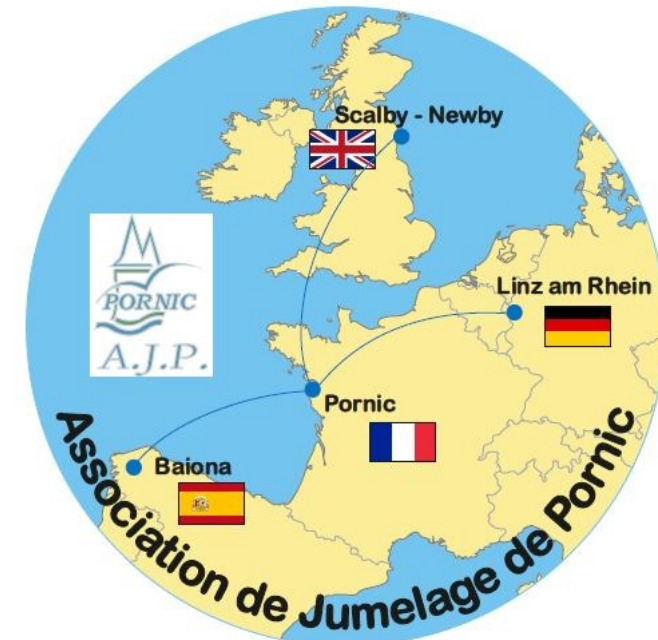 Scalby - Newby
PORNIC
A.J.P.
Linz am Rhein
Pornic
Baiona
Association de Jumelage de Pornic